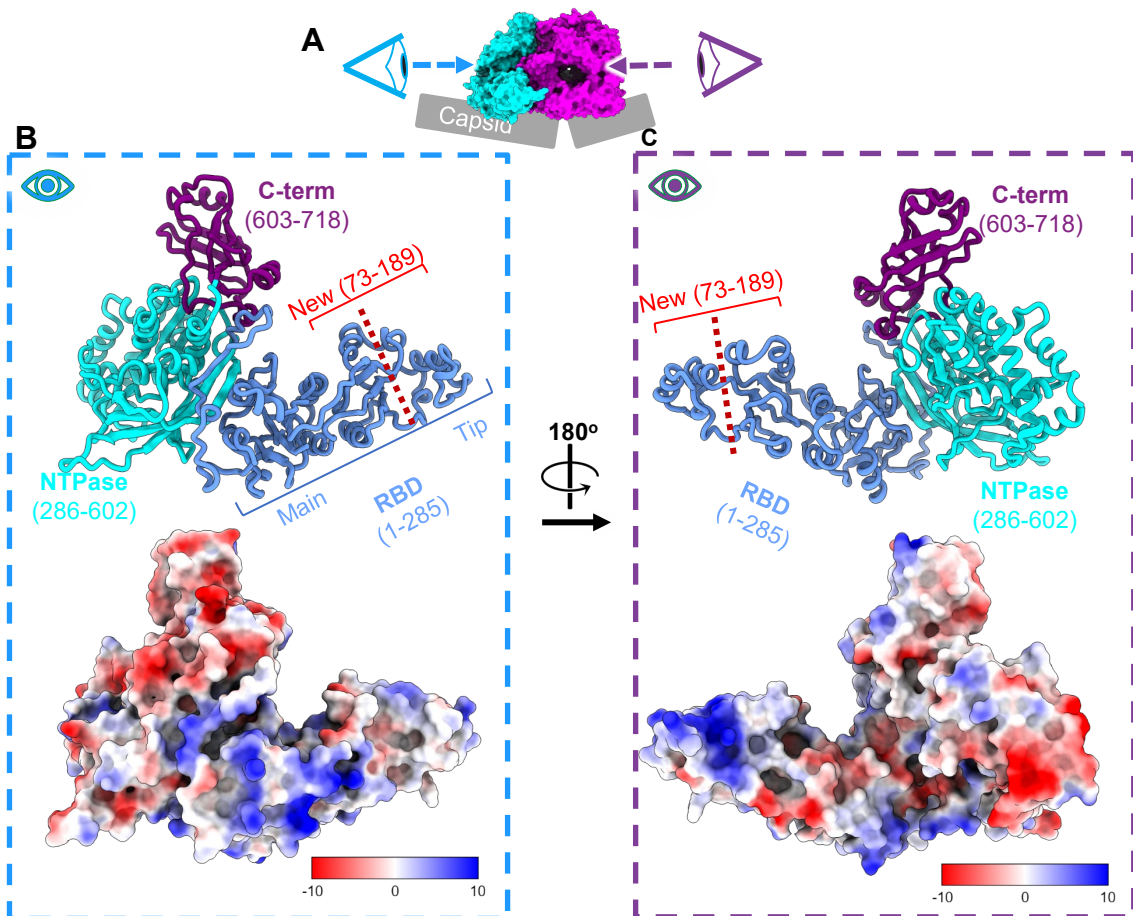 A
Capsid
B
C-term
(603-718)
New (73-189)
Tip
Main
RBD
(1-285)
NTPase
(286-602)
-10 0 10
180o
C
C-term
(603-718)
New (73-189)
RBD
(1-285)
NTPase
(286-602)
-10 0 10